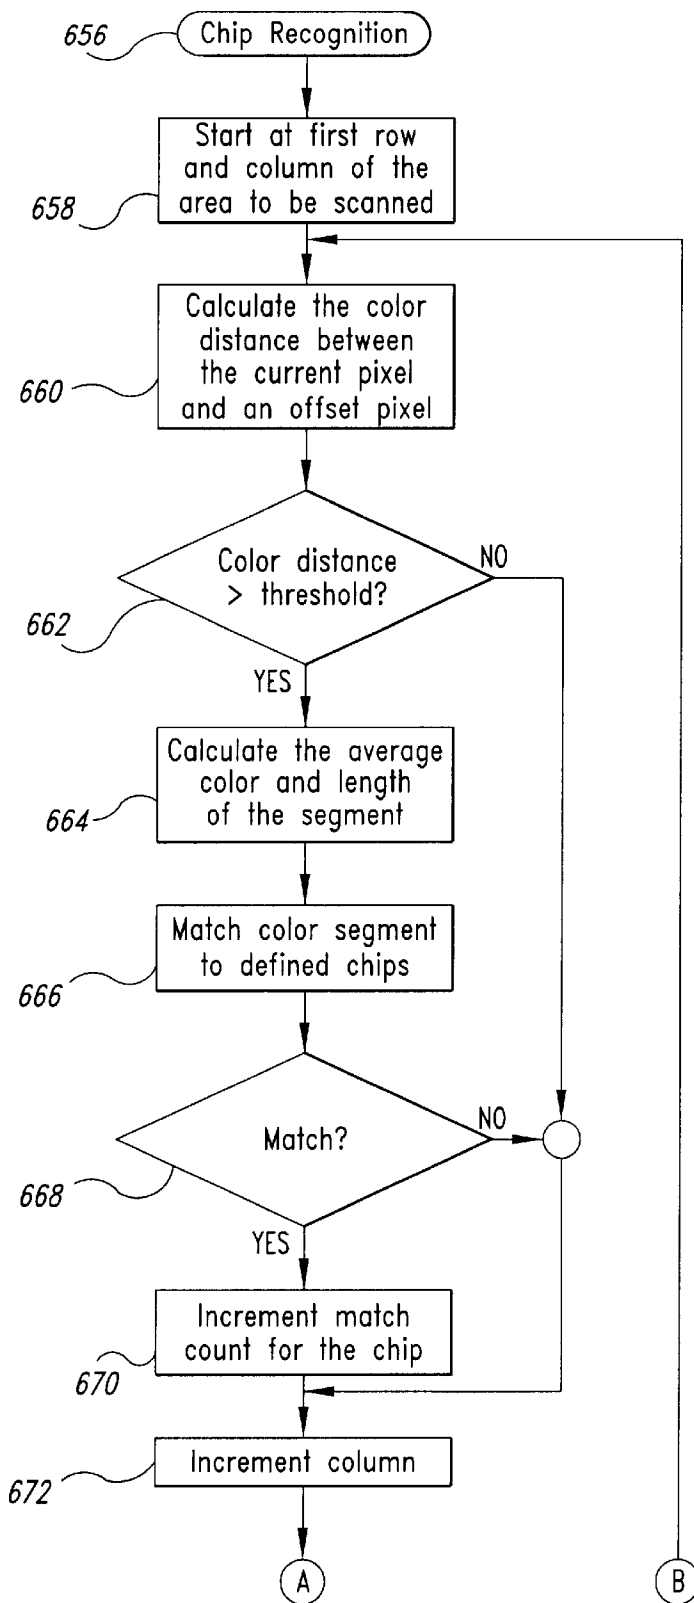 656
Chip Recognition
Start at first row
and column of the
area to be scanned
658
Calculate the color
distance between
the current pixel
and an offset pixel
660
Color distance
> threshold?
NO
662
YES
Calculate the average
color and length
of the segment
664
Match color segment
to defined chips
666
Match?
NO
668
YES
Increment match
count for the chip
670
Increment column
672
A
B